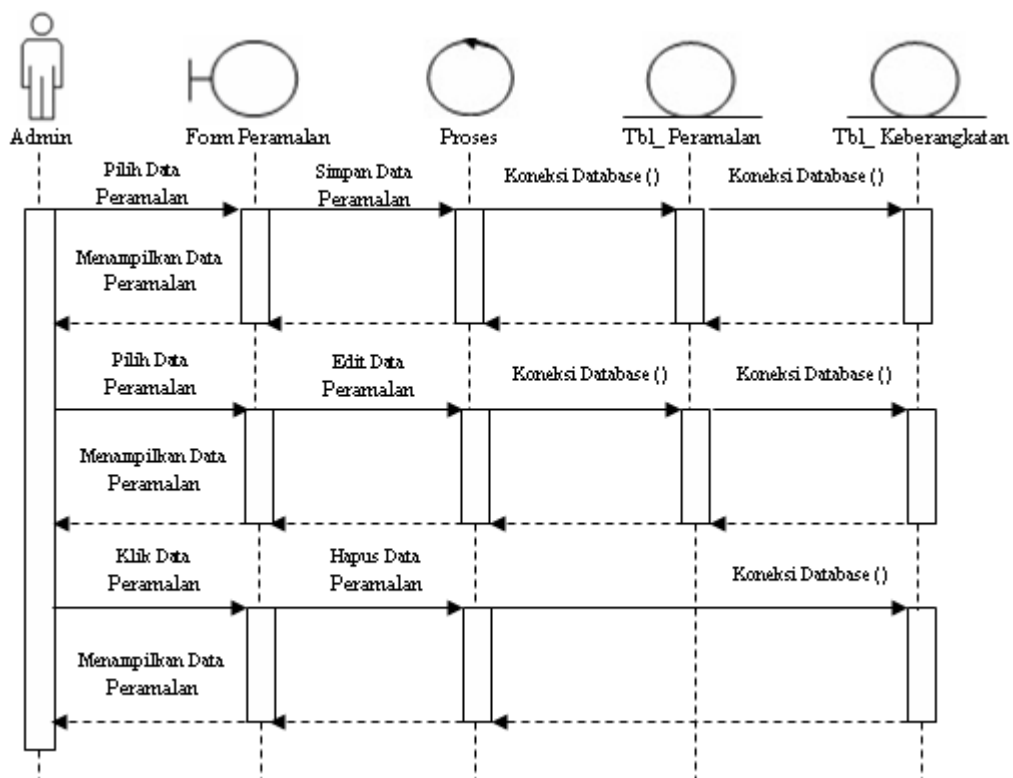 Admin
Form Peramalan
Proses
Tbl_Peramalan
Tbl_ Keberangkatan
Pilih Data
Peramalan
Simpan Data
Peramalan
Koneksi Database ()
Koneksi Database ()
Menampilkan Data
Peramalan
Pilih Data
Peramalan
Edit Data
Peramalan
Koneksi Database ()
Koneksi Database ()
Menampilkan Data
Peramalan
Klik Data
Peramalan
Hapus Data
Peramalan
Koneksi Database ()
Menampilkan Data
Peramalan